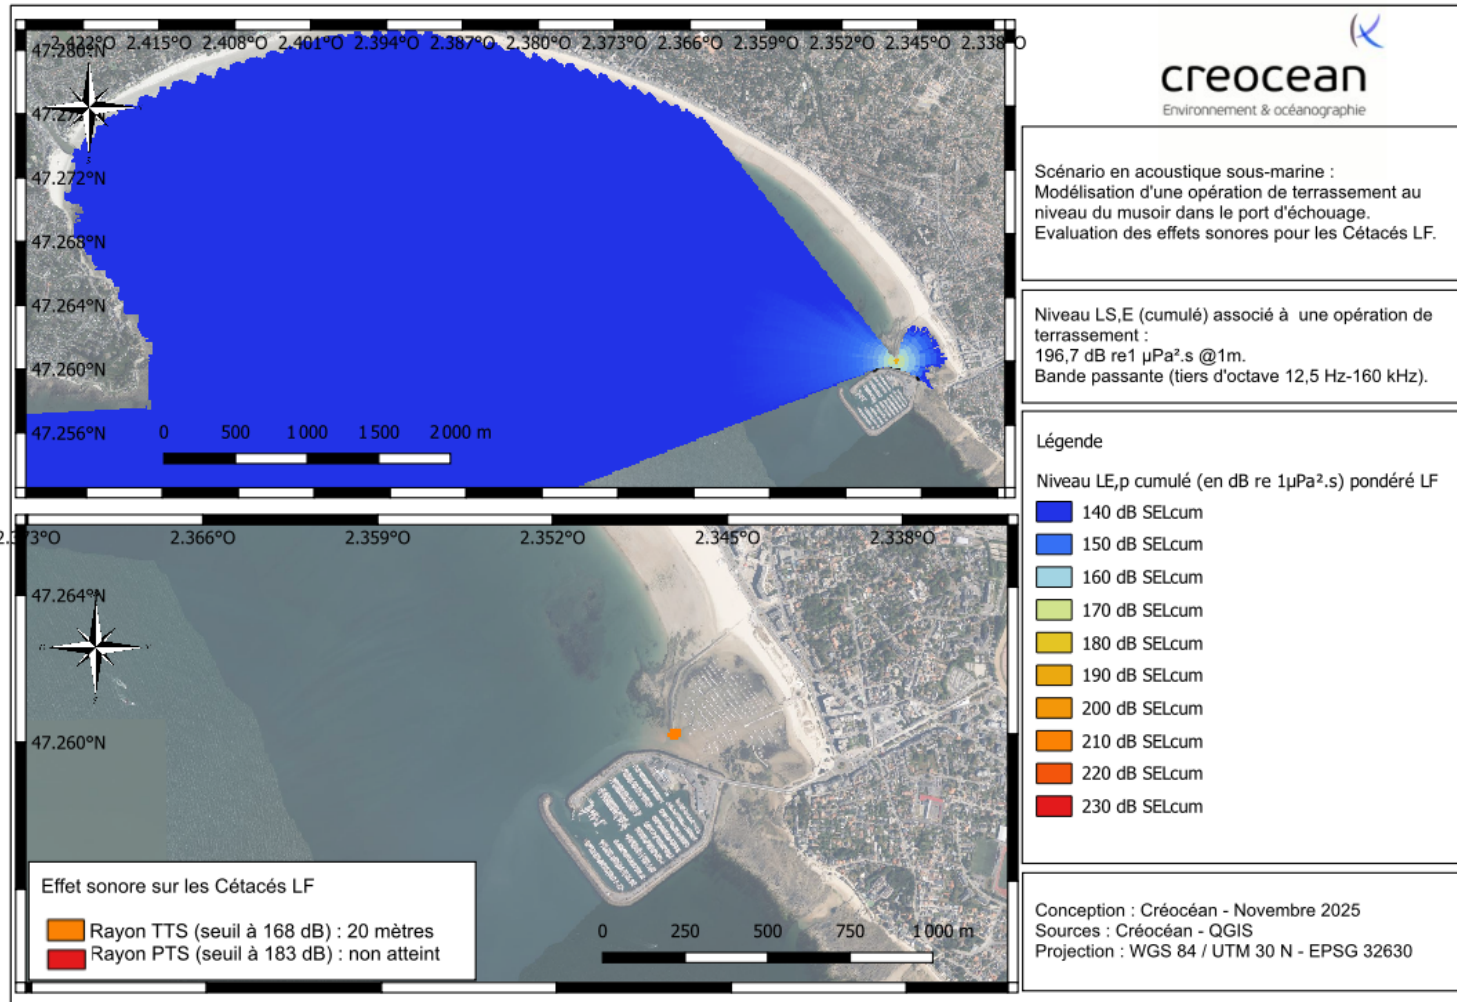 2.422°O 2.415°O 2.408°O 2.401°O 2.394°O 2.387°O 2.380°O 2.373°O 2.366°O 2.359°O 2.352°O 2.345°O 2.338°O
47.280°N
47.272°N
47.268°N
47.264°N
47.260°N
47.256°N
0 500 1 000 1 500 2 000 m
creocean
Environnement & océanographie
Scénario en acoustique sous-marine :
Modélisation d'une opération de terrassement au
niveau du musoir dans le port d'échouage.
Evaluation des effets sonores pour les Cétacés LF.
Niveau LS,E (cumulé) associé à une opération de
terrassement :
196,7 dB re1 µPa².s @1m.
Bande passante (tiers d'octave 12,5 Hz-160 kHz).
Légende
Niveau LE,p cumulé (en dB re 1µPa².s) pondéré LF
140 dB SELcum
150 dB SELcum
160 dB SELcum
170 dB SELcum
180 dB SELcum
190 dB SELcum
200 dB SELcum
210 dB SELcum
220 dB SELcum
230 dB SELcum
2.366°O 2.359°O 2.352°O 2.345°O 2.338°O
47.264°N
47.260°N
Effet sonore sur les Cétacés LF
Rayon TTS (seuil à 168 dB) : 20 mètres
Rayon PTS (seuil à 183 dB) : non atteint
0 250 500 750 1 000 m
Conception : Créocéan - Novembre 2025
Sources : Créocéan - QGIS
Projection : WGS 84 / UTM 30 N - EPSG 32630